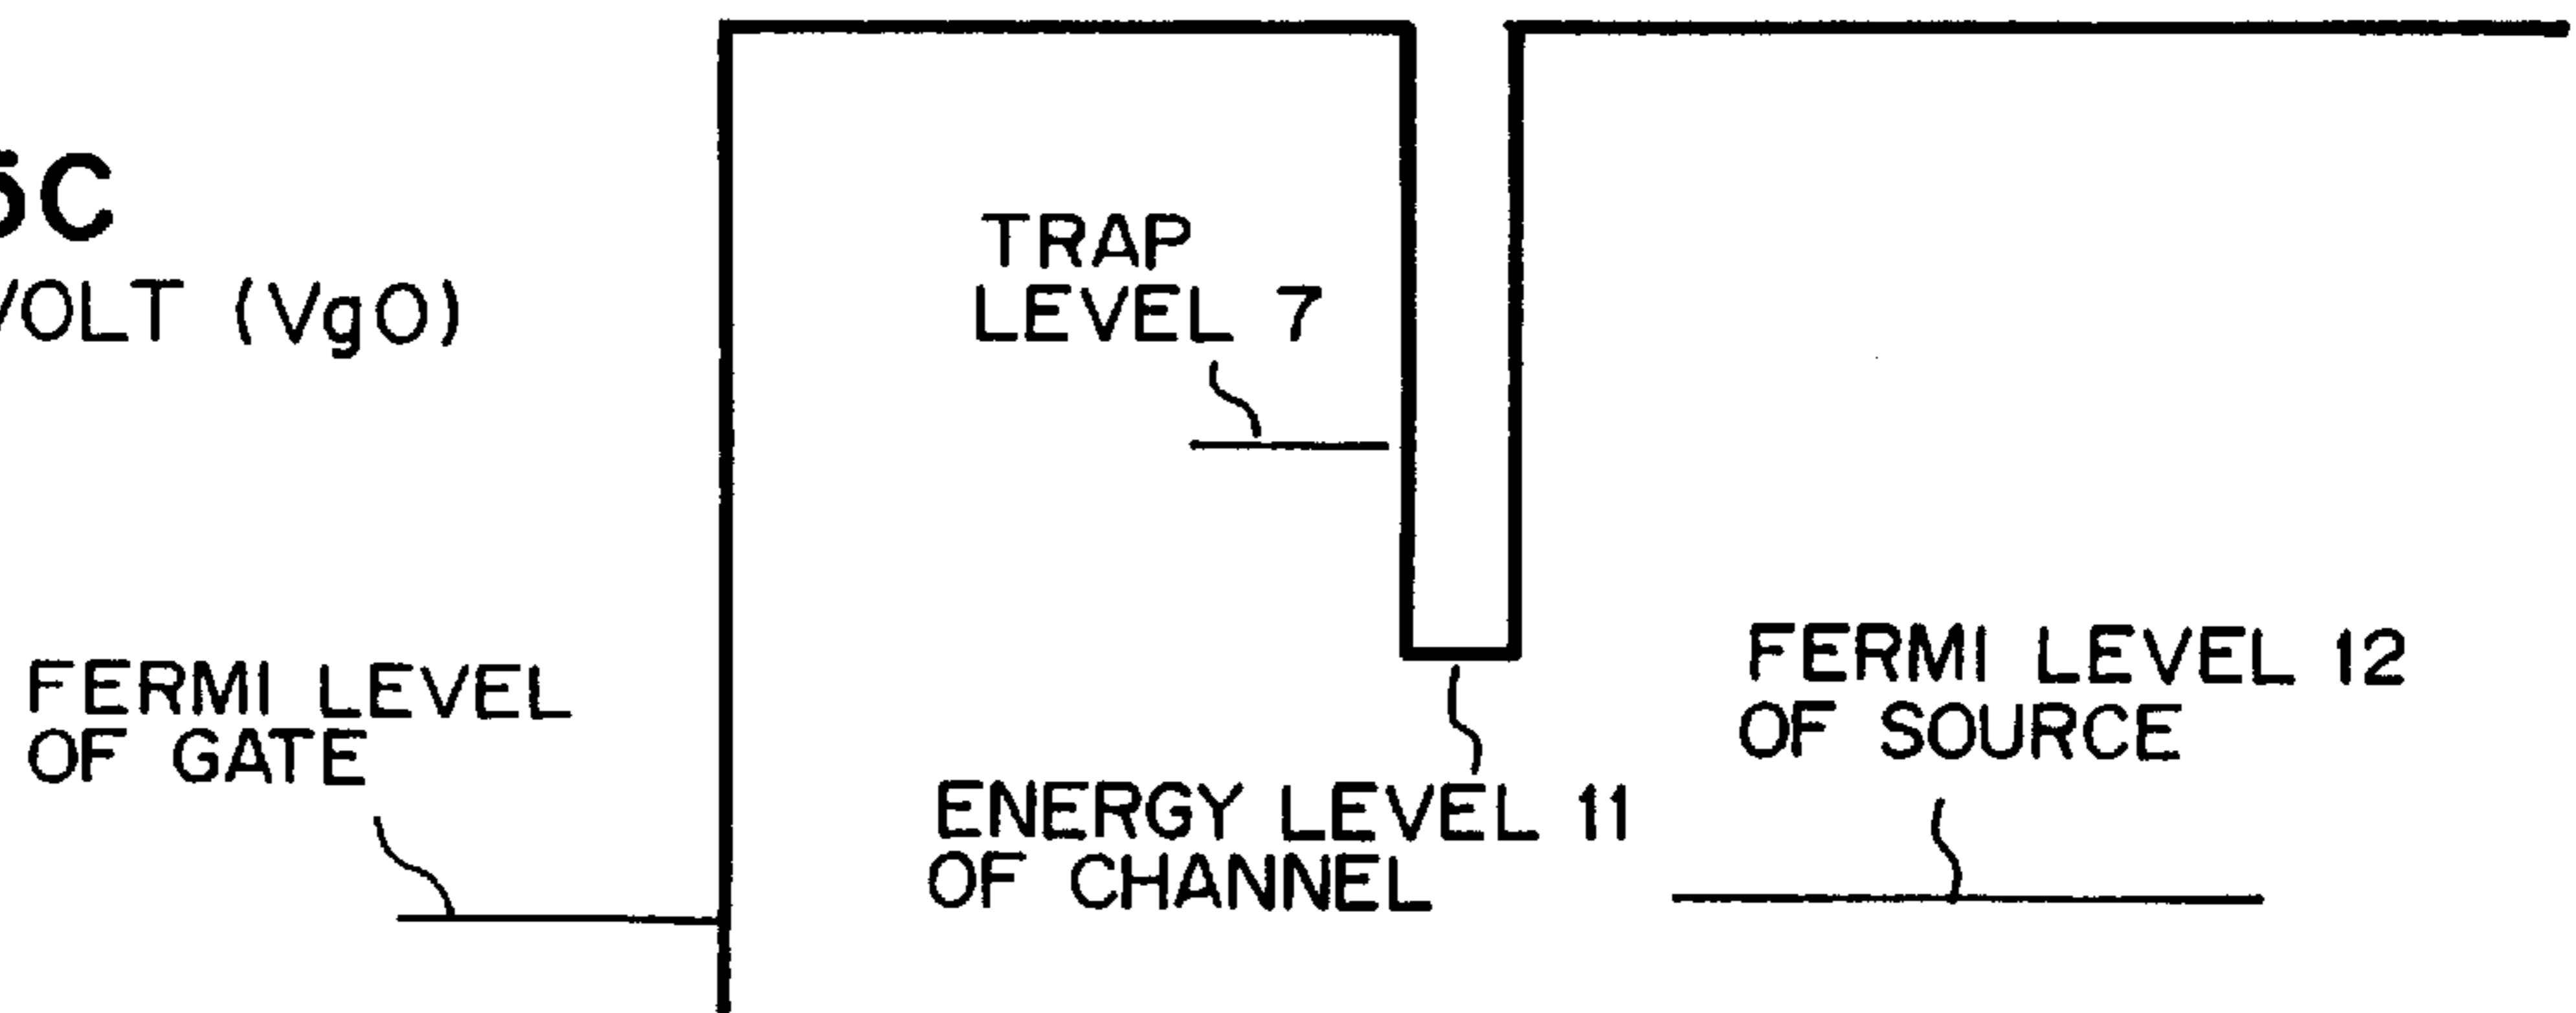 5C
VOLT (Vg0)
TRAP
LEVEL 7
FERMI LEVEL
OF GATE
ENERGY LEVEL 11
OF CHANNEL
FERMI LEVEL 12
OF SOURCE